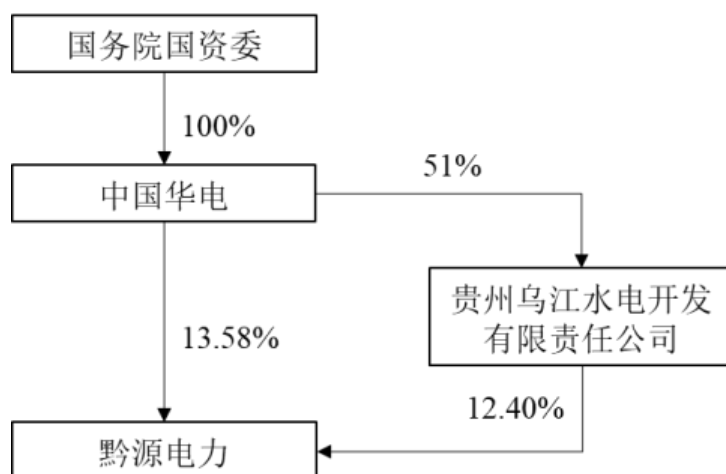 国务院国资委
100%
中国华电
51%
贵州乌江水电开发
有限责任公司
13.58%
12.40%
黔源电力